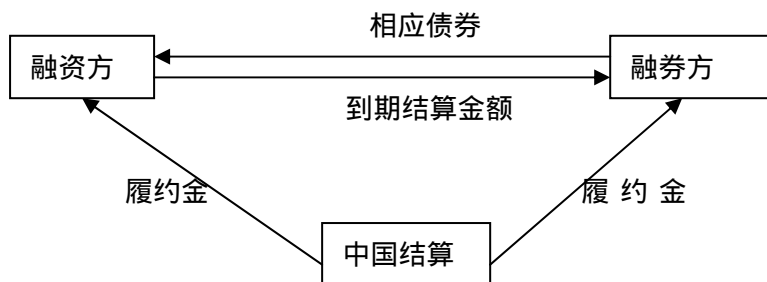 相应债券
融资方
融券方
到期结算金额
履约金
履 约 金
中国结算